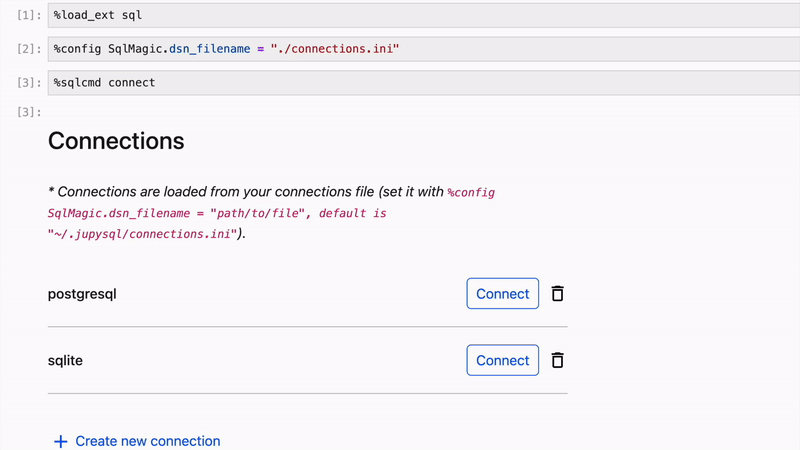 [1]: %load_ext sql
[2]: %config SqlMagic.dsn_filename = "./connections.ini"
[3]: %sqlcmd connect
[3]:
Connections
* Connections are loaded from your connections file (set it with %config
SqlMagic.dsn_filename = "path/to/file", default is
"~/.jupysql/connections.ini").
postgresql Connect
sqlite Connect
+ Create new connection